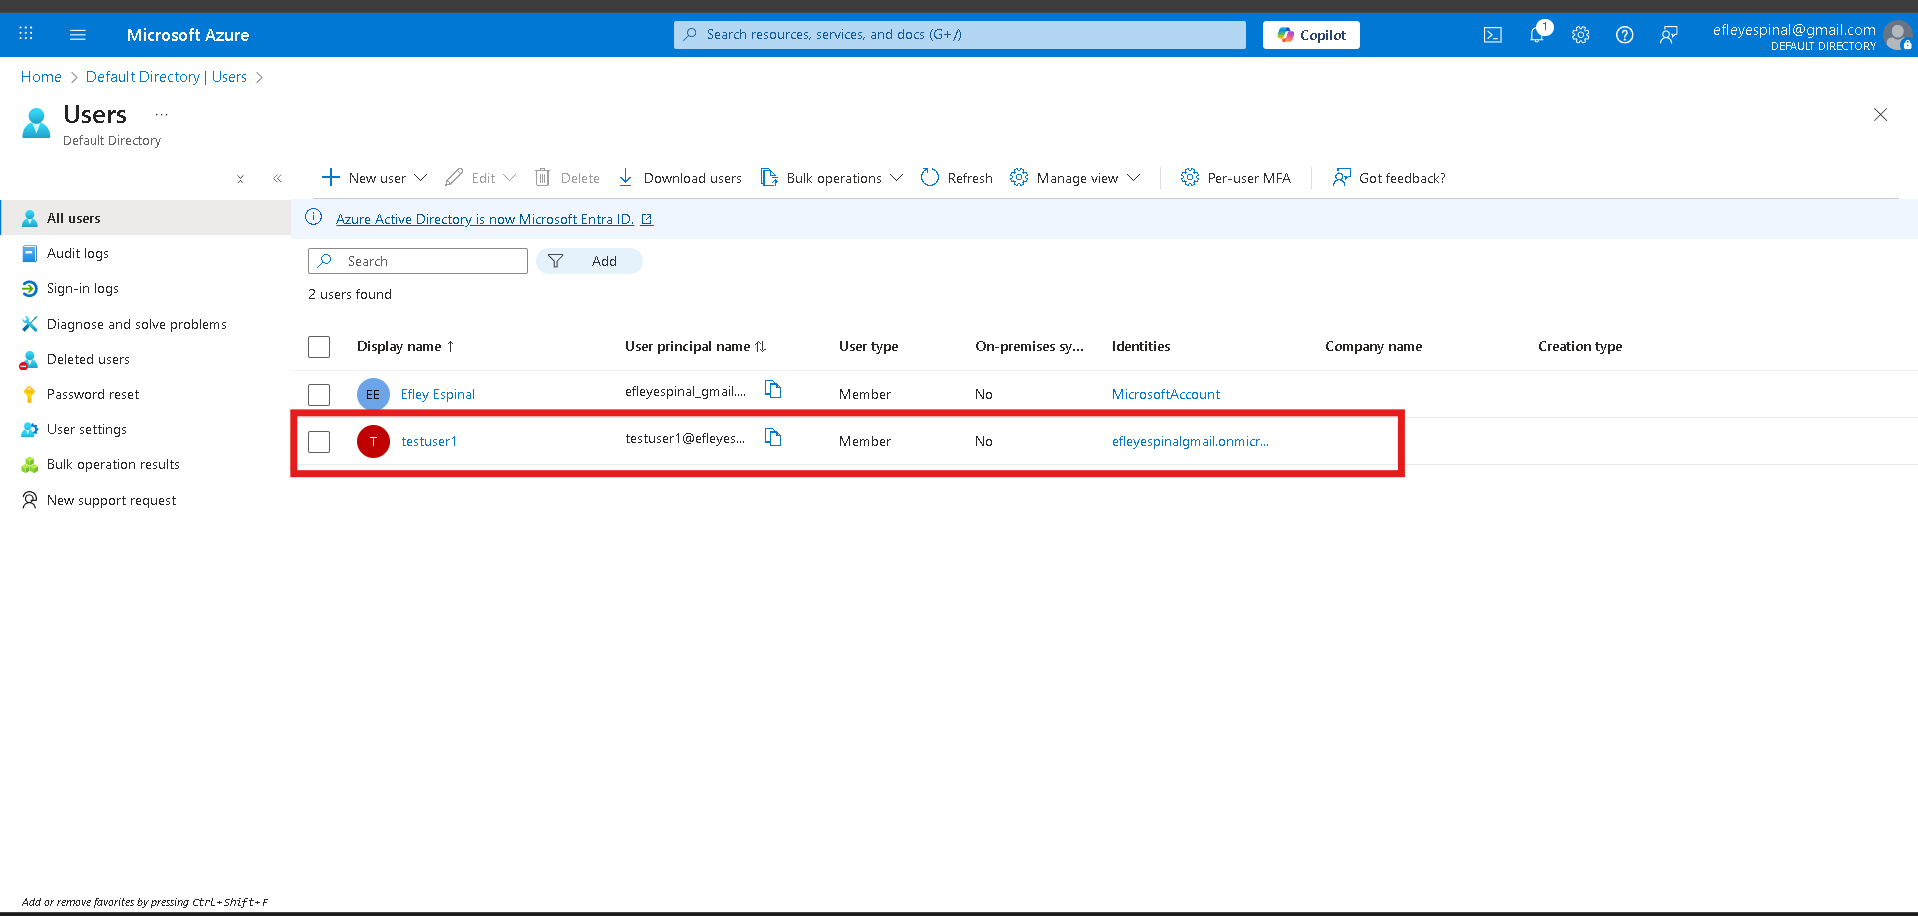 Microsoft Azure
Search resources, services, and docs (G+/)
Copilot
1
efleyespinal@gmail.com
DEFAULT DIRECTORY
Home > Default Directory | Users >
Users ...
Default Directory
New user
Edit
Delete
Download users
Bulk operations
Refresh
Manage view
Per-user MFA
Got feedback?
All users
Audit logs
Sign-in logs
Diagnose and solve problems
Deleted users
Password reset
User settings
Bulk operation results
New support request
Azure Active Directory is now Microsoft Entra ID.
Search
Add
2 users found
Display name ↑ User principal name ↑↓ User type On-premises sy... Identities Company name Creation type
EE Efley Espinal efleyespinal_gmail.... Member No MicrosoftAccount
T testuser1 testuser1@efleyes... Member No efleyespinalgmail.onmicr...
Add or remove favorites by pressing Ctrl+Shift+F